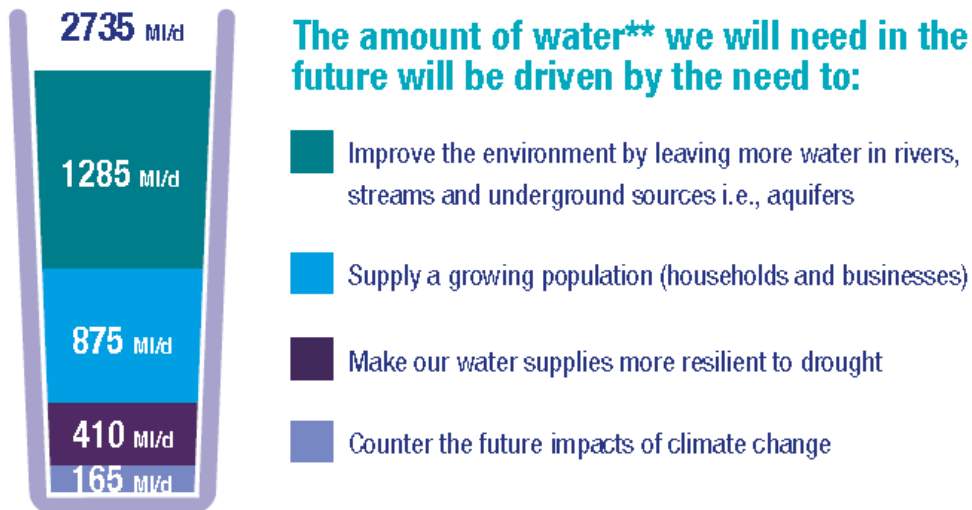 2735 Ml/d
The amount of water** we will need in the
future will be driven by the need to:
1285 Ml/d
Improve the environment by leaving more water in rivers,
streams and underground sources i.e., aquifers
875 Ml/d
Supply a growing population (households and businesses)
410 Ml/d
Make our water supplies more resilient to drought
165 Ml/d
Counter the future impacts of climate change